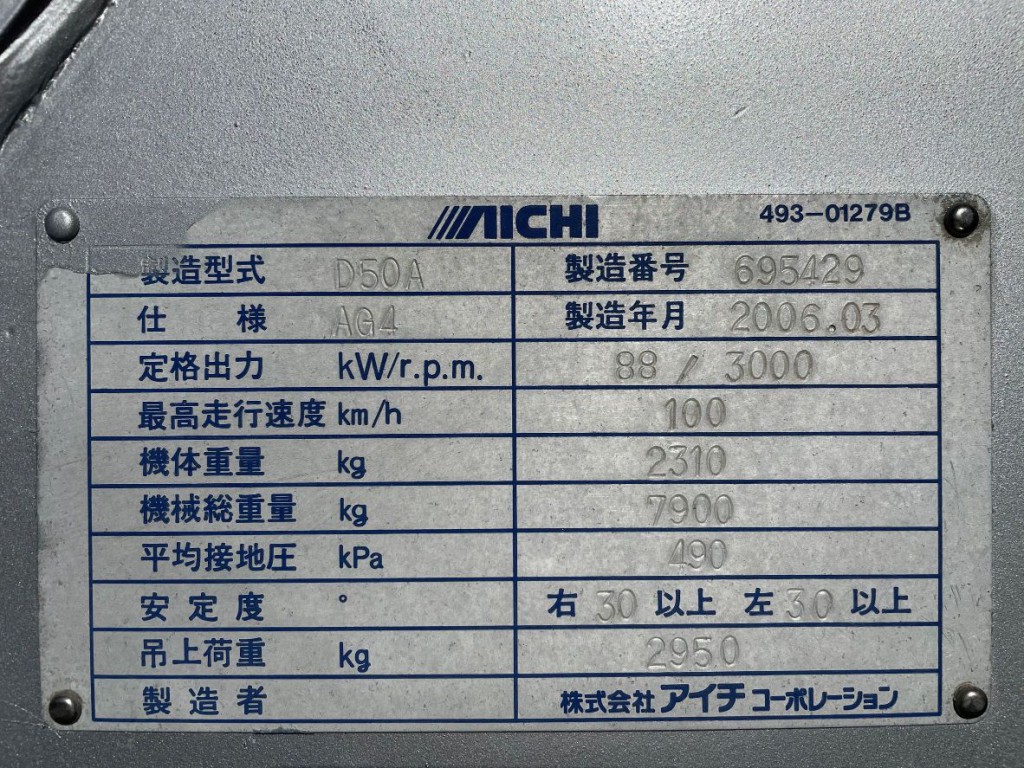 AICHI 493-01279B
製造型式 D50A 製造番号 695429
仕様 AG4 製造年月 2006.03
定格出力 kW/r.p.m. 88 / 3000
最高走行速度 km/h 100
機体重量 kg 2310
機械総重量 kg 7900
平均接地圧 kPa 490
安定度 ° 右 30 以上 左 30 以上
吊上荷重 kg 2950
製造者 株式会社 アイチ コーポレーション